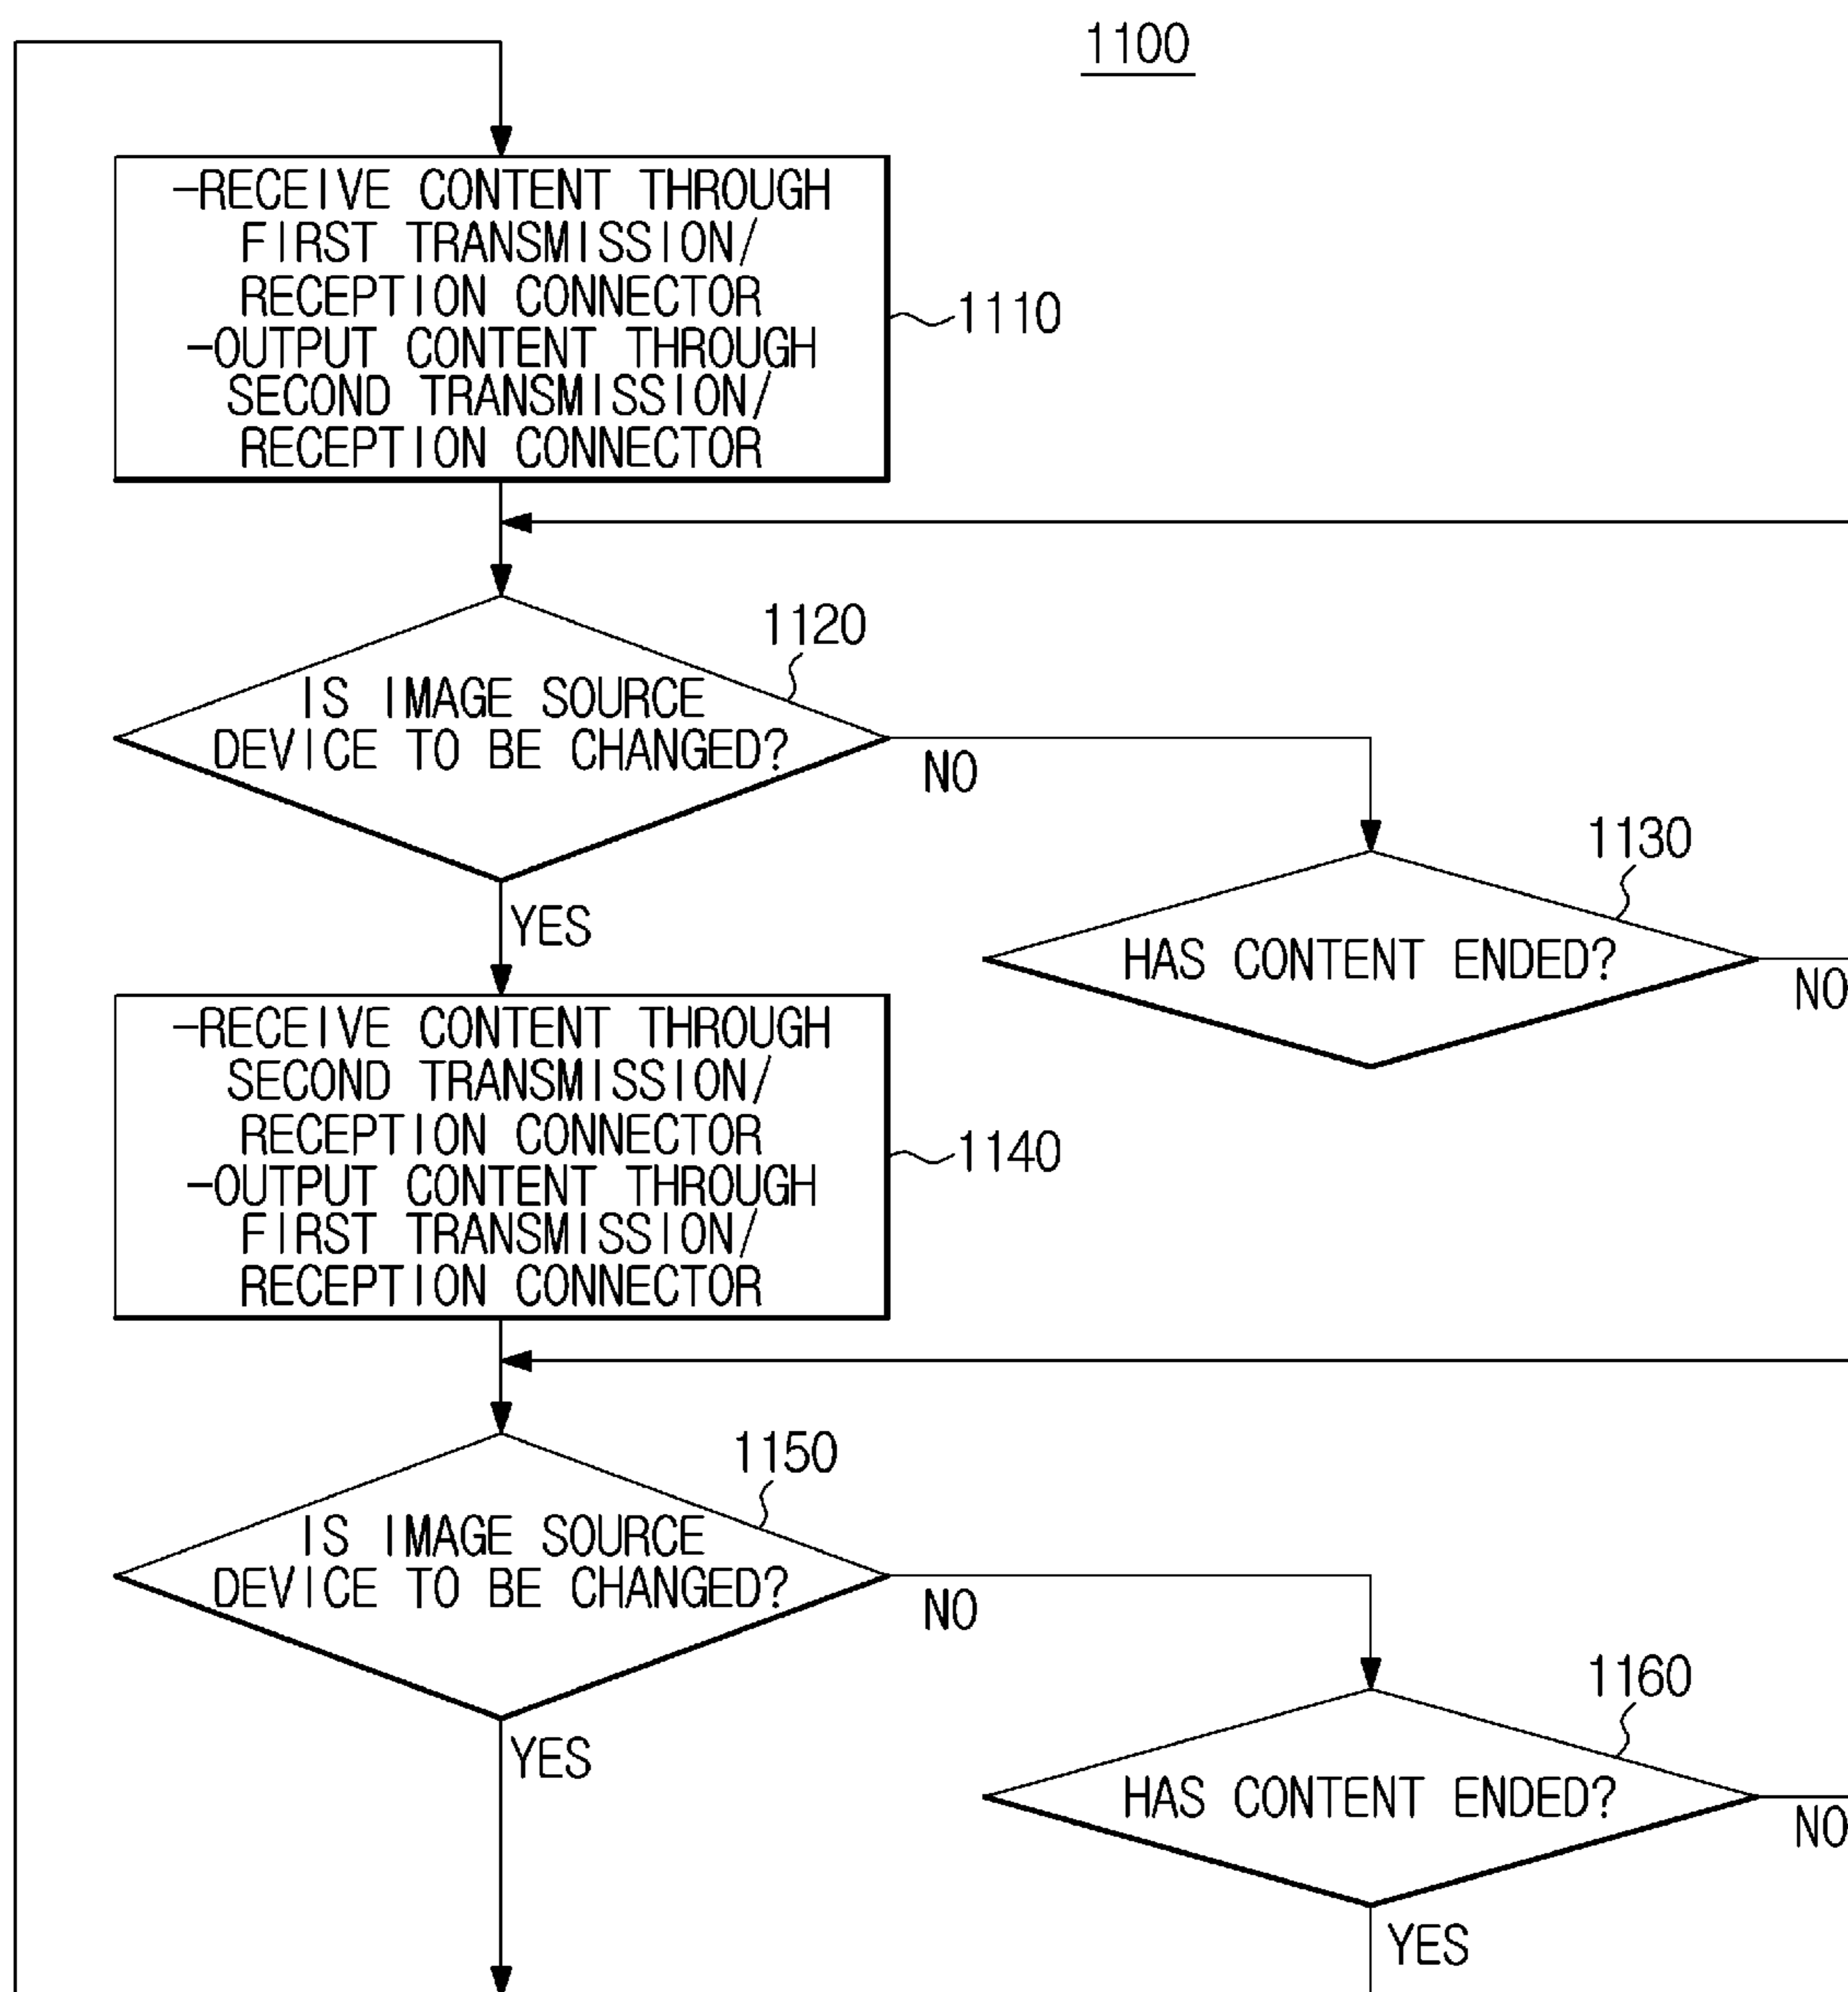 1100
-RECEIVE CONTENT THROUGH
FIRST TRANSMISSION/
RECEPTION CONNECTOR
-OUTPUT CONTENT THROUGH
SECOND TRANSMISSION/
RECEPTION CONNECTOR
1110
1120
IS IMAGE SOURCE
DEVICE TO BE CHANGED?
NO
1130
HAS CONTENT ENDED?
NO
YES
-RECEIVE CONTENT THROUGH
SECOND TRANSMISSION/
RECEPTION CONNECTOR
-OUTPUT CONTENT THROUGH
FIRST TRANSMISSION/
RECEPTION CONNECTOR
1140
1150
IS IMAGE SOURCE
DEVICE TO BE CHANGED?
NO
1160
HAS CONTENT ENDED?
NO
YES
YES